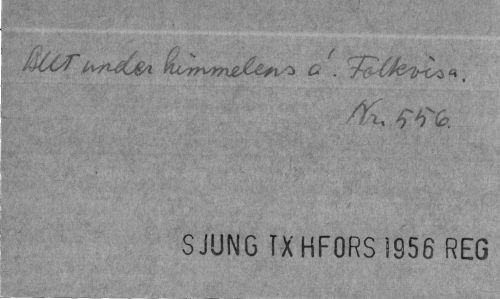 Allt under himmelens . Folkvisa.
Nr. 556.
SJUNG TX HFORS 1956 REG